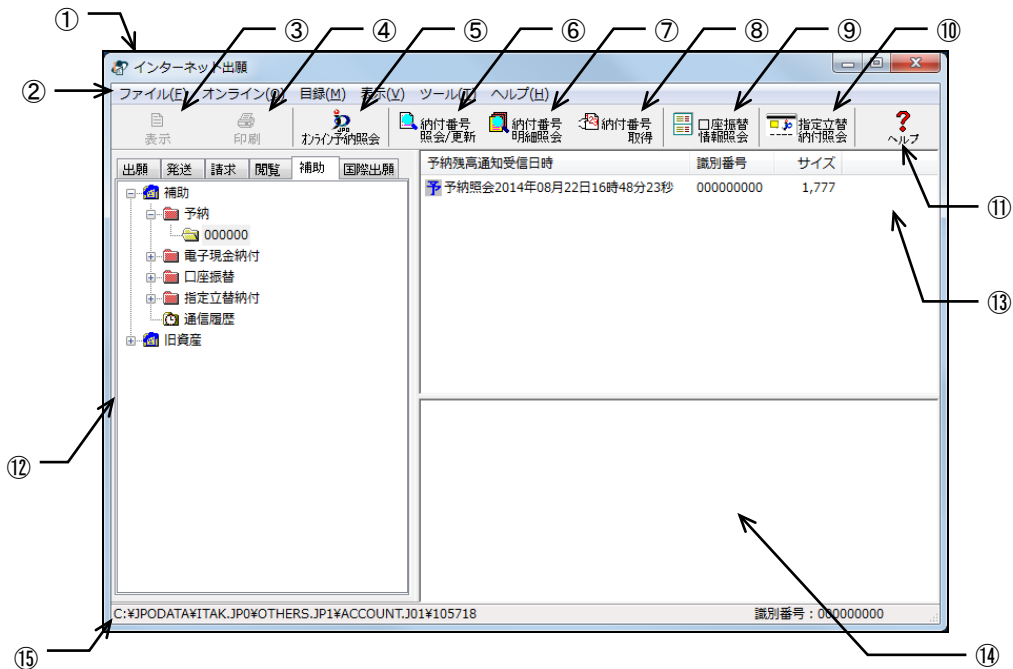 ① ③ ④ ⑤ ⑥ ⑦ ⑧ ⑨ ⑩
インターネット出願
② ファイル(F) オンライン(O) 目録(M) 表示(V) ツール(T) ヘルプ(H)
表示 印刷 オンライン予納照会 納付番号照会/更新 納付番号明細照会 納付番号取得 口座振替情報照会 指定立替納付照会 ヘルプ
出願 発送 請求 閲覧 補助 国際出願
予納残高通知受信日時 識別番号 サイズ
予 予納照会2014年08月22日16時48分23秒 000000000 1,777
補助
予納
000000
電子現金納付
口座振替
指定立替納付
通信履歴
旧資産
⑪
⑬
⑫
C:¥JPODATA¥ITAK.JP0¥OTHERS.JP1¥ACCOUNT.J01¥105718 識別番号：000000000
⑮ ⑭